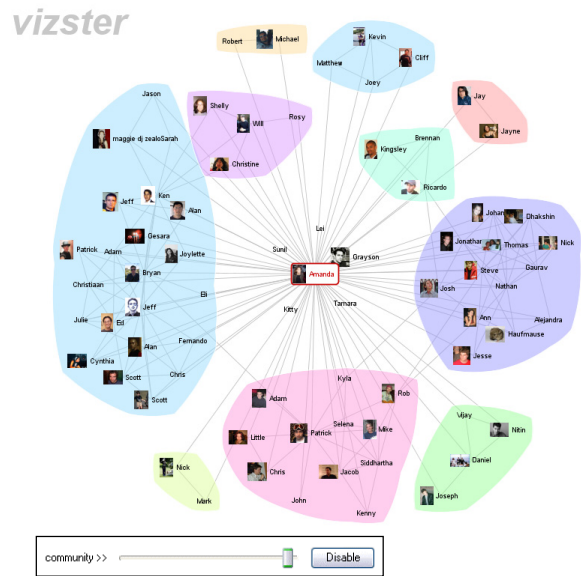 vizster
Robert
Michael
Kevin
Matthew
Cliff
Joey
Jason
Shelly
Will
Rosy
Jay
Jayne
maggie dj zealoSarah
Christine
Brennan
Kingsley
Ricardo
Jeff
Ken
Alan
Gesara
Patrick
Adam
Joylette
Bryan
Christiaan
Jeff
Eli
Julie
Ed
Alan
Fernando
Cynthia
Scott
Chris
Scott
Lei
Sunil
Grayson
Amanda
Kitty
Tamara
Johan
Dhakshin
Jonathan
Thomas
Nick
Steve
Gaurav
Josh
Nathan
Ann
Alejandra
Haufmause
Jesse
Kyla
Adam
Rob
Little
Patrick
Selena
Mike
Chris
Jacob
Siddhartha
John
Kenny
Nick
Mark
Vijay
Nitin
Daniel
Joseph
community >>
Disable